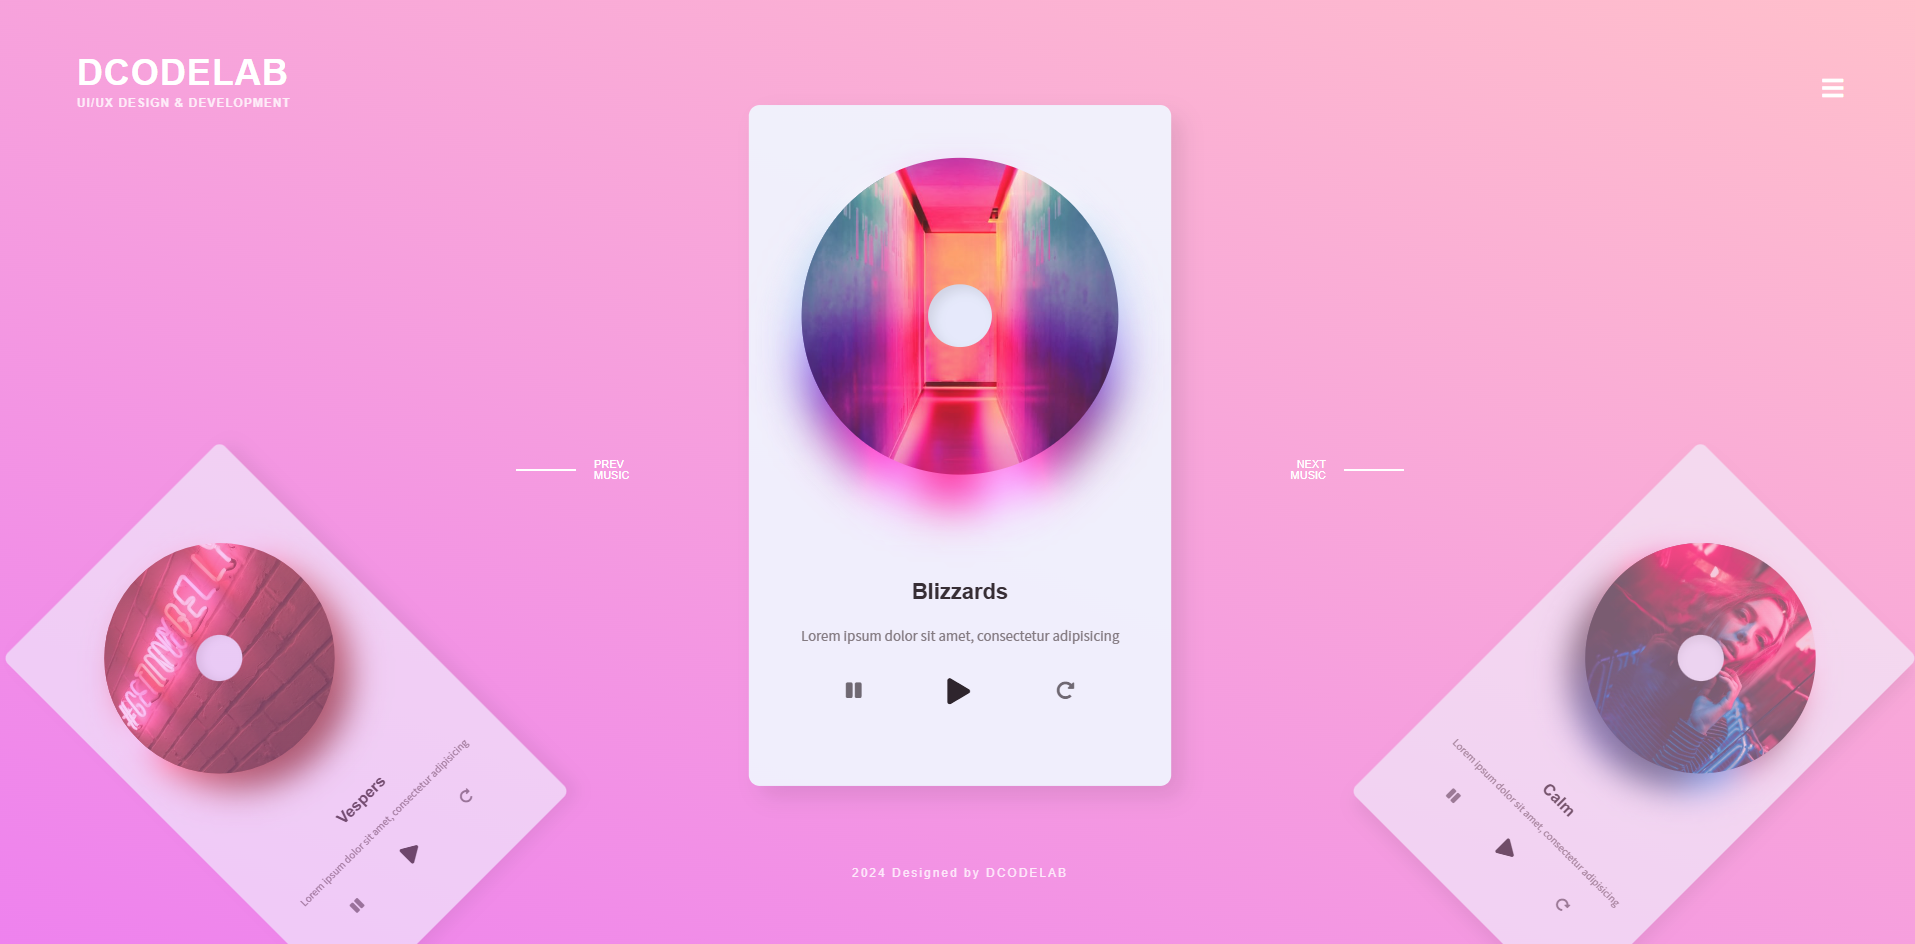 DCODELAB
UI/UX DESIGN & DEVELOPMENT
PREV
MUSIC
NEXT
MUSIC
Blizzards
Lorem ipsum dolor sit amet, consectetur adipisicing
Vespers
Lorem ipsum dolor sit amet, consectetur adipisicing
Calm
Lorem ipsum dolor sit amet, consectetur adipisicing
2024 Designed by DCODELAB